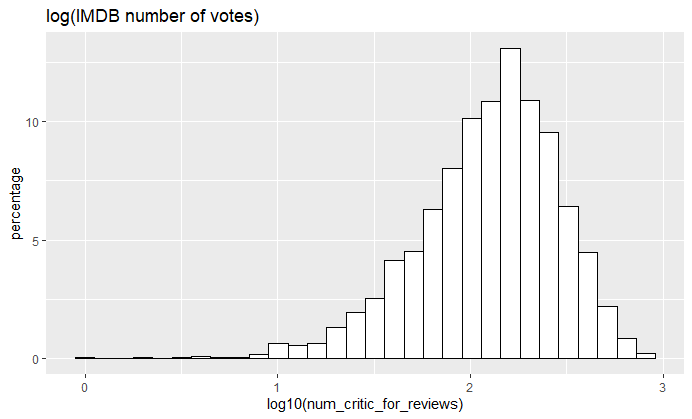 log(IMDB number of votes)
percentage
10
5
0
0 1 2 3
log10(num_critic_for_reviews)